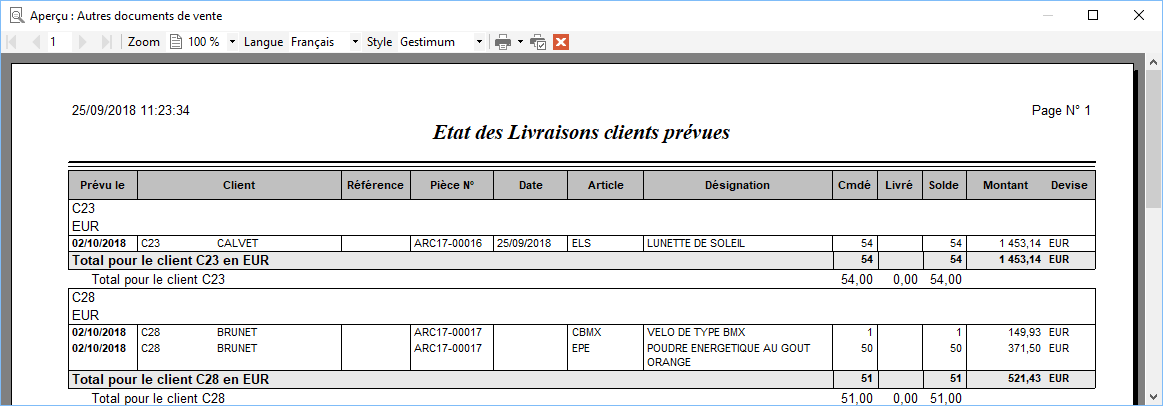 Aperçu : Autres documents de vente
1 Zoom 100 % Langue Français Style Gestimum
25/09/2018 11:23:34 Page N° 1
Etat des Livraisons clients prévues
Prévu le Client Référence Pièce N° Date Article Désignation Cmdé Livré Solde Montant Devise
C23
EUR
02/10/2018 C23 CALVET ARC17-00016 25/09/2018 ELS LUNETTE DE SOLEIL 54 54 1 453,14 EUR
Total pour le client C23 en EUR 54 54 1 453,14 EUR
Total pour le client C23 54,00 0,00 54,00
C28
EUR
02/10/2018 C28 BRUNET ARC17-00017 CBMX VELO DE TYPE BMX 1 1 149,93 EUR
02/10/2018 C28 BRUNET ARC17-00017 EPE POUDRE ENERGETIQUE AU GOUT 50 50 371,50 EUR
ORANGE
Total pour le client C28 en EUR 51 51 521,43 EUR
Total pour le client C28 51,00 0,00 51,00